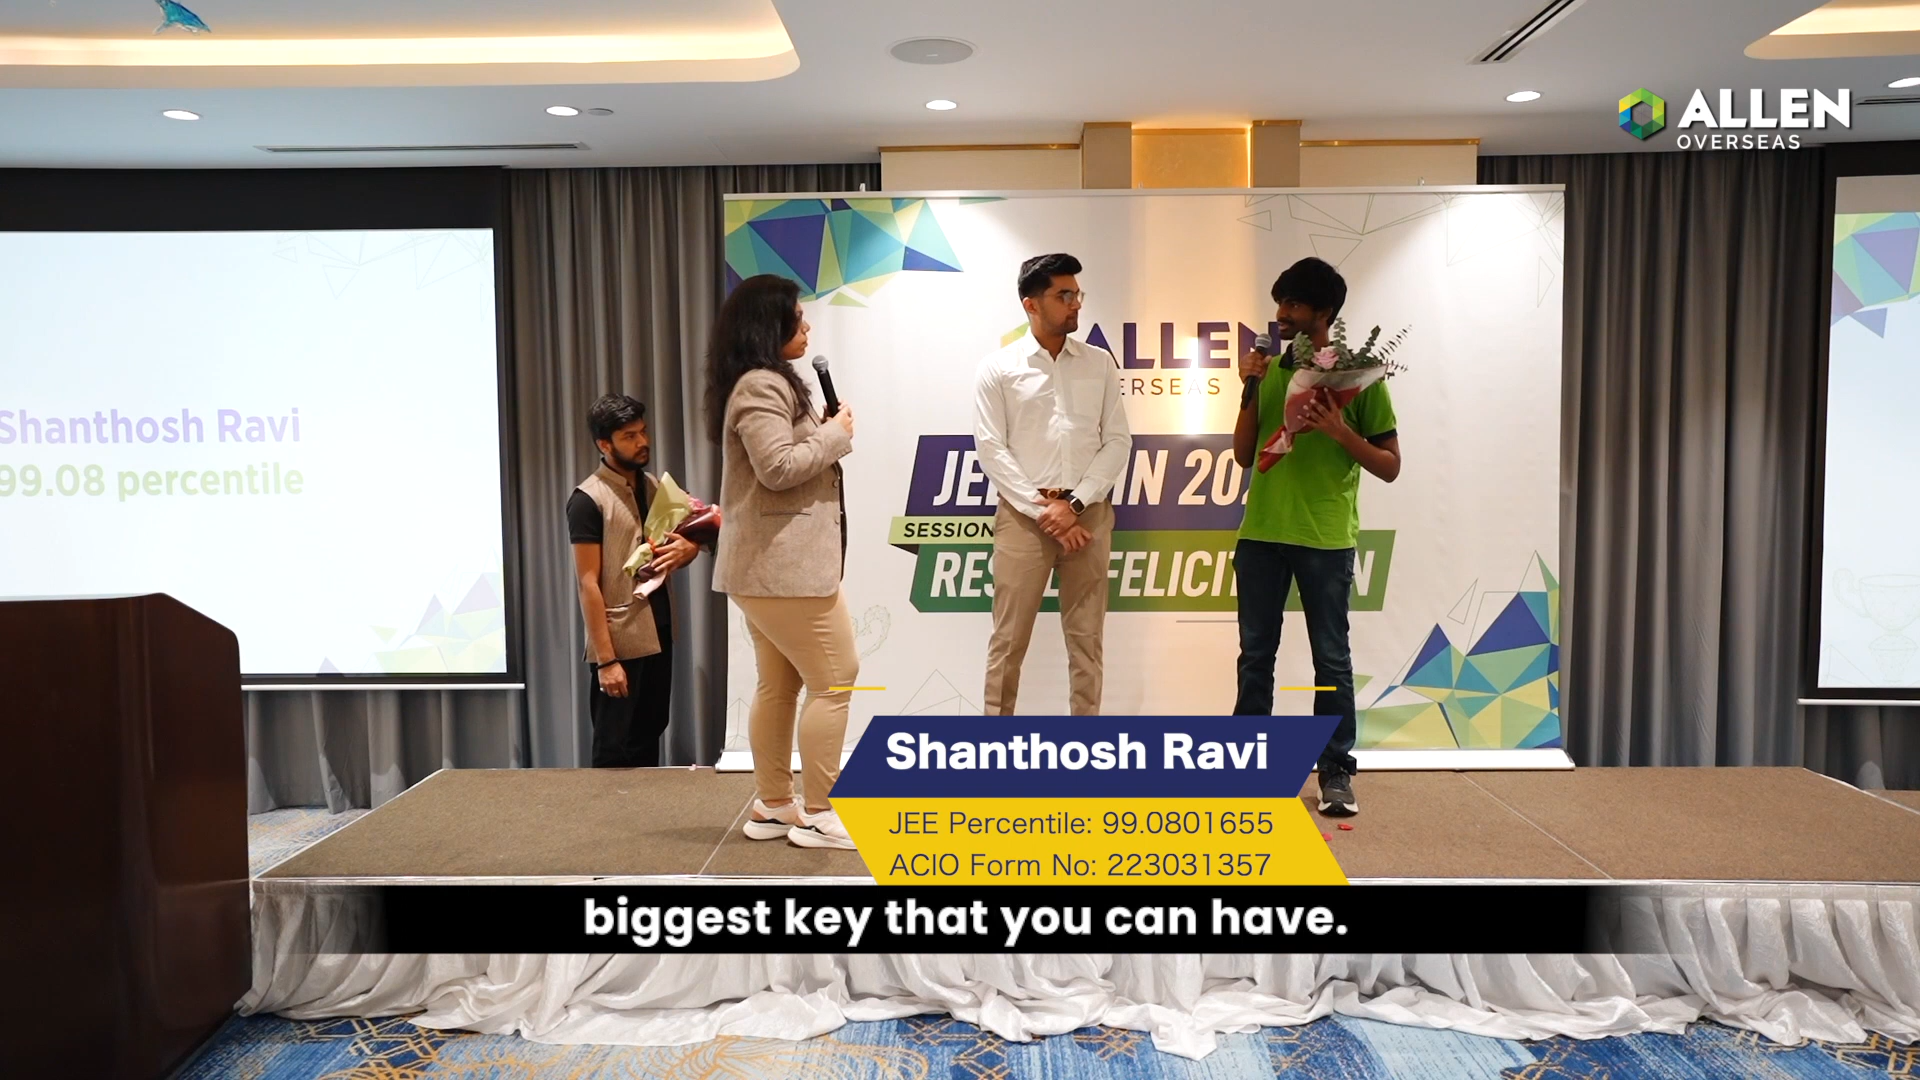 ALLEN
OVERSEAS
Shanthosh Ravi
99.08 percentile
ALLEN
ERSEAS
JE IN 20
SESSION
RES FELICIT N
Shanthosh Ravi
JEE Percentile: 99.0801655
ACIO Form No: 223031357
biggest key that you can have.